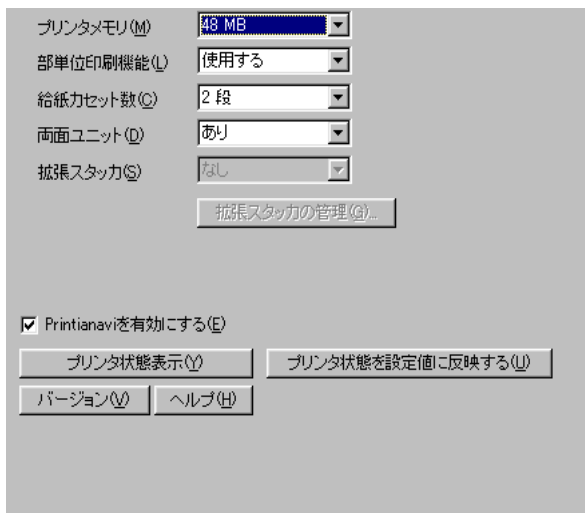 プリンタメモリ(M) 48 MB
部単位印刷機能(L) 使用する
給紙カセット数(C) 2 段
両面ユニット(D) あり
拡張スタッカ(S) なし
拡張スタッカの管理(G)...
Printianaviを有効にする(E)
プリンタ状態表示(Y) プリンタ状態を設定値に反映する(U)
バージョン(V) ヘルプ(H)